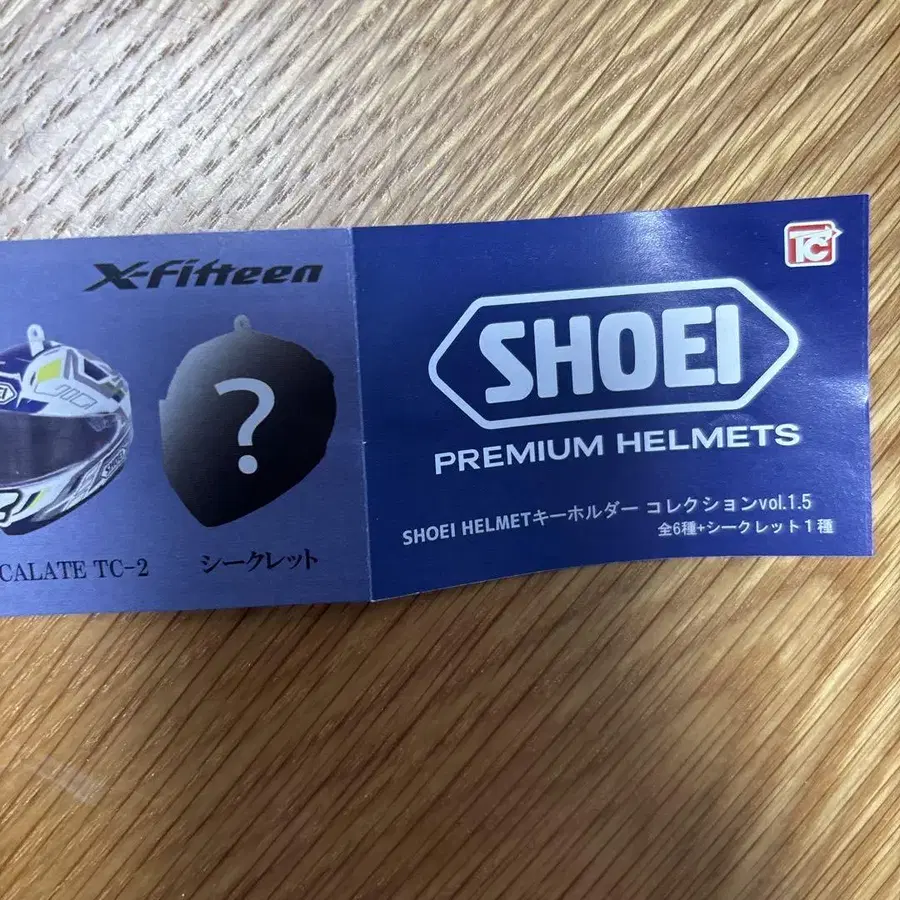 X-Fifteen
SHOEI
?
CALATE TC-2
シークレット
TC
SHOEI
PREMIUM HELMETS
SHOEI HELMETキーホルダー コレクションvol.1.5
全6種+シークレット1種